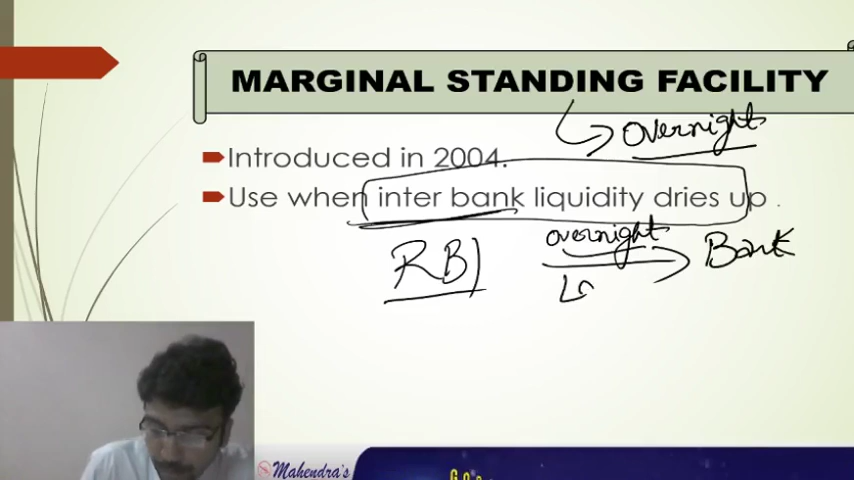 MARGINAL STANDING FACILITY
overnight
Introduced in 2004.
Use when inter bank liquidity dries up .
RBI overnight Bank
Mahendra's